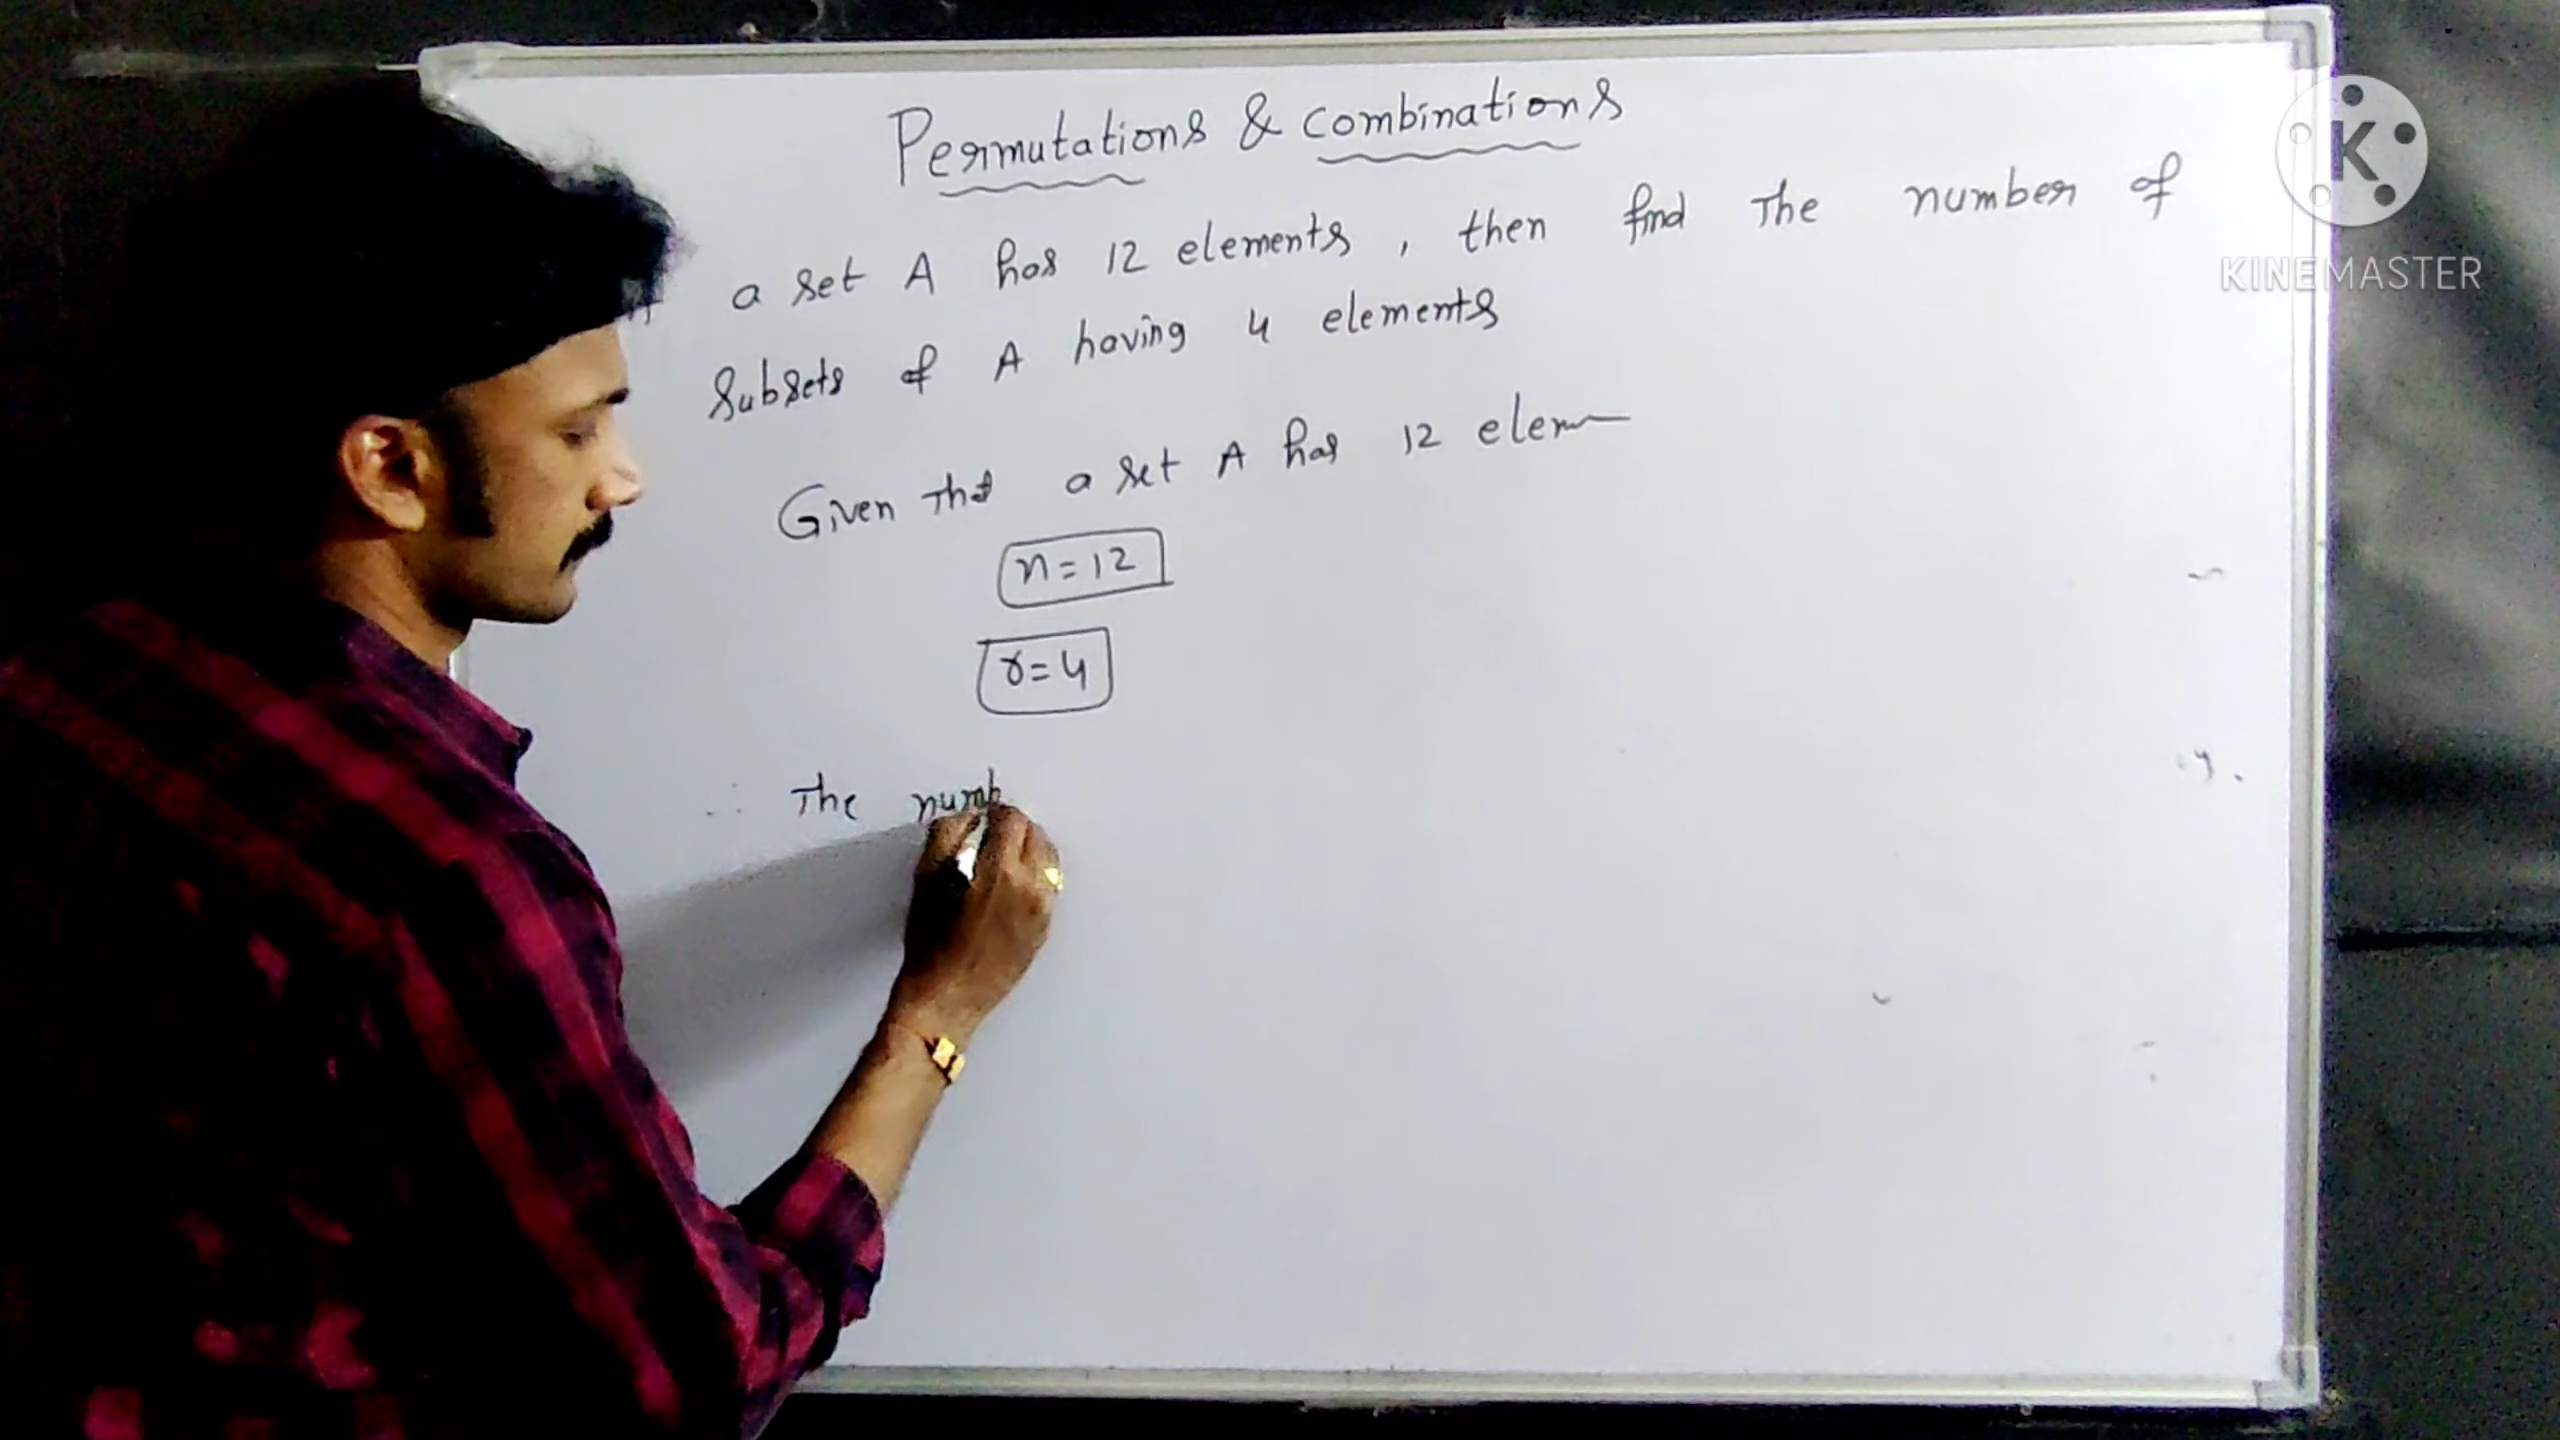 Permutations & combinations
a set A has 12 elements, then find The number of
Subsets of A having 4 elements
Given that a set A has 12 elem
n=12
r=4
∴ The numb
K
KINEMASTER